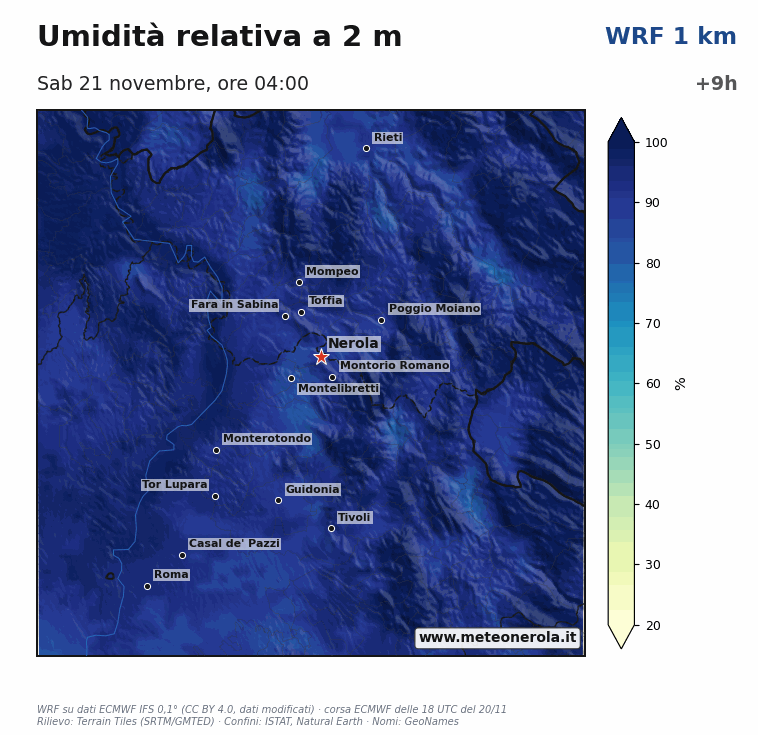 Umidità relativa a 2 m
WRF 1 km
Sab 21 novembre, ore 04:00
+9h
Rieti
Mompeo
Fara in Sabina
Toffia
Poggio Moiano
Nerola
Montorio Romano
Montelibretti
Monterotondo
Tor Lupara
Guidonia
Tivoli
Casal de' Pazzi
Roma
www.meteonerola.it
100
90
80
70
60
50
40
30
20
%
WRF su dati ECMWF IFS 0,1° (CC BY 4.0, dati modificati) · corsa ECMWF delle 18 UTC del 20/11
Rilievo: Terrain Tiles (SRTM/GMTED) · Confini: ISTAT, Natural Earth · Nomi: GeoNames